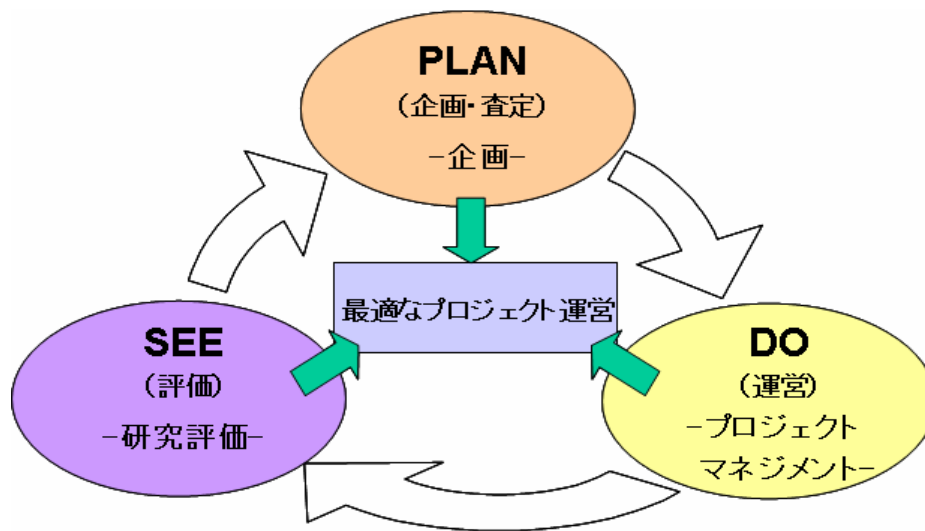 PLAN
(企画・査定)
-企画-
最適なプロジェクト運営
SEE
(評価)
-研究評価-
DO
(運営)
-プロジェクト
マネジメント-